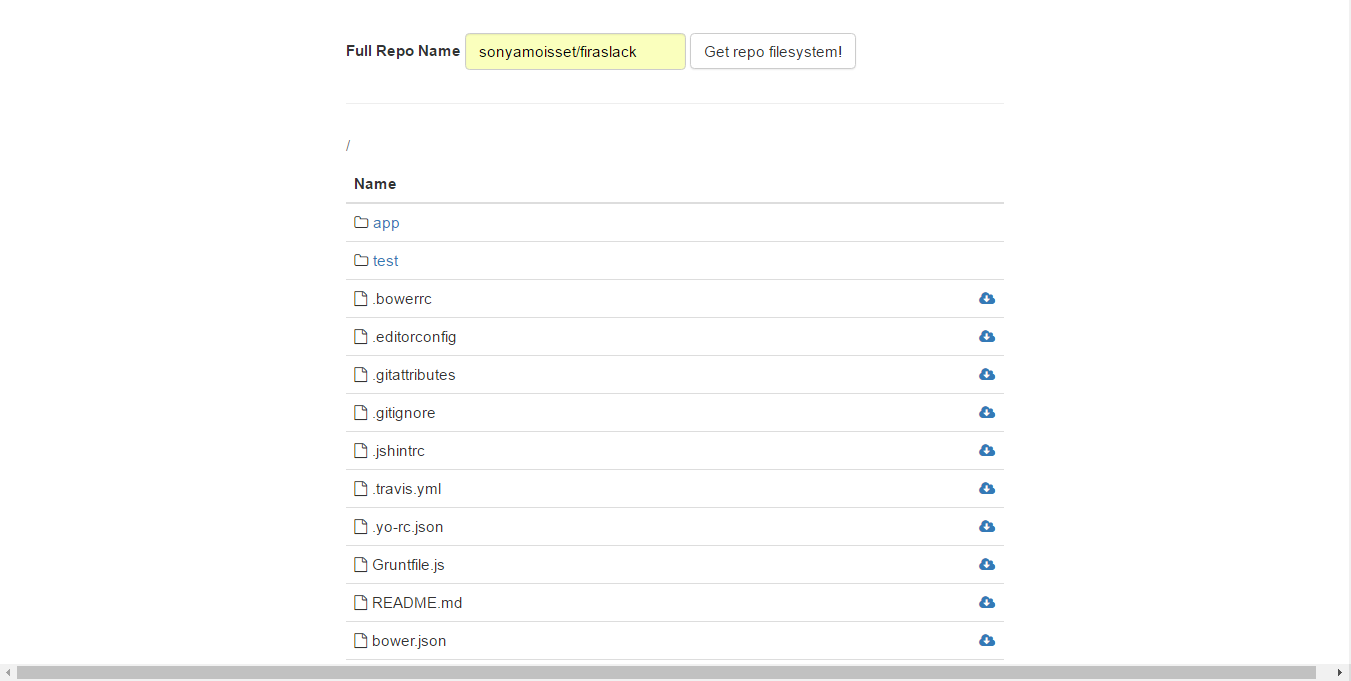 Full Repo Name sonyamoisset/firaslack Get repo filesystem!
/
Name
app
test
.bowerrc
.editorconfig
.gitattributes
.gitignore
.jshintrc
.travis.yml
.yo-rc.json
Gruntfile.js
README.md
bower.json